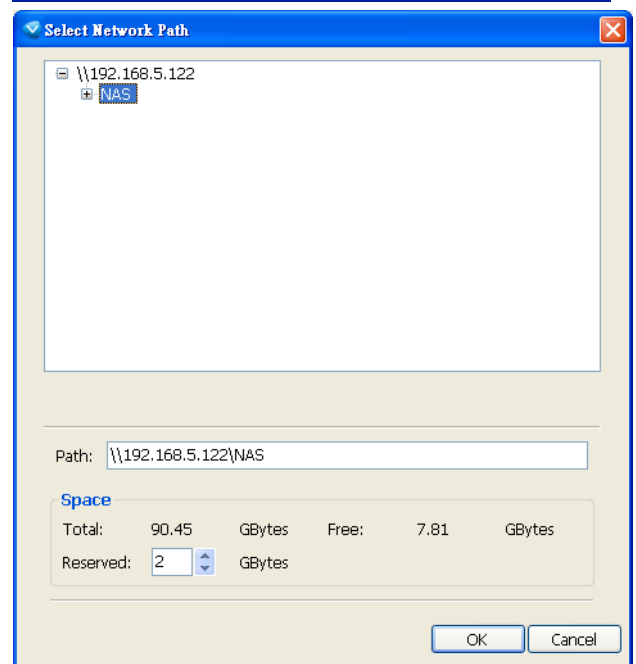 Select Network Path
\\192.168.5.122
NAS
Path: \\192.168.5.122\NAS
Space
Total: 90.45 GBytes Free: 7.81 GBytes
Reserved: 2 GBytes
OK Cancel